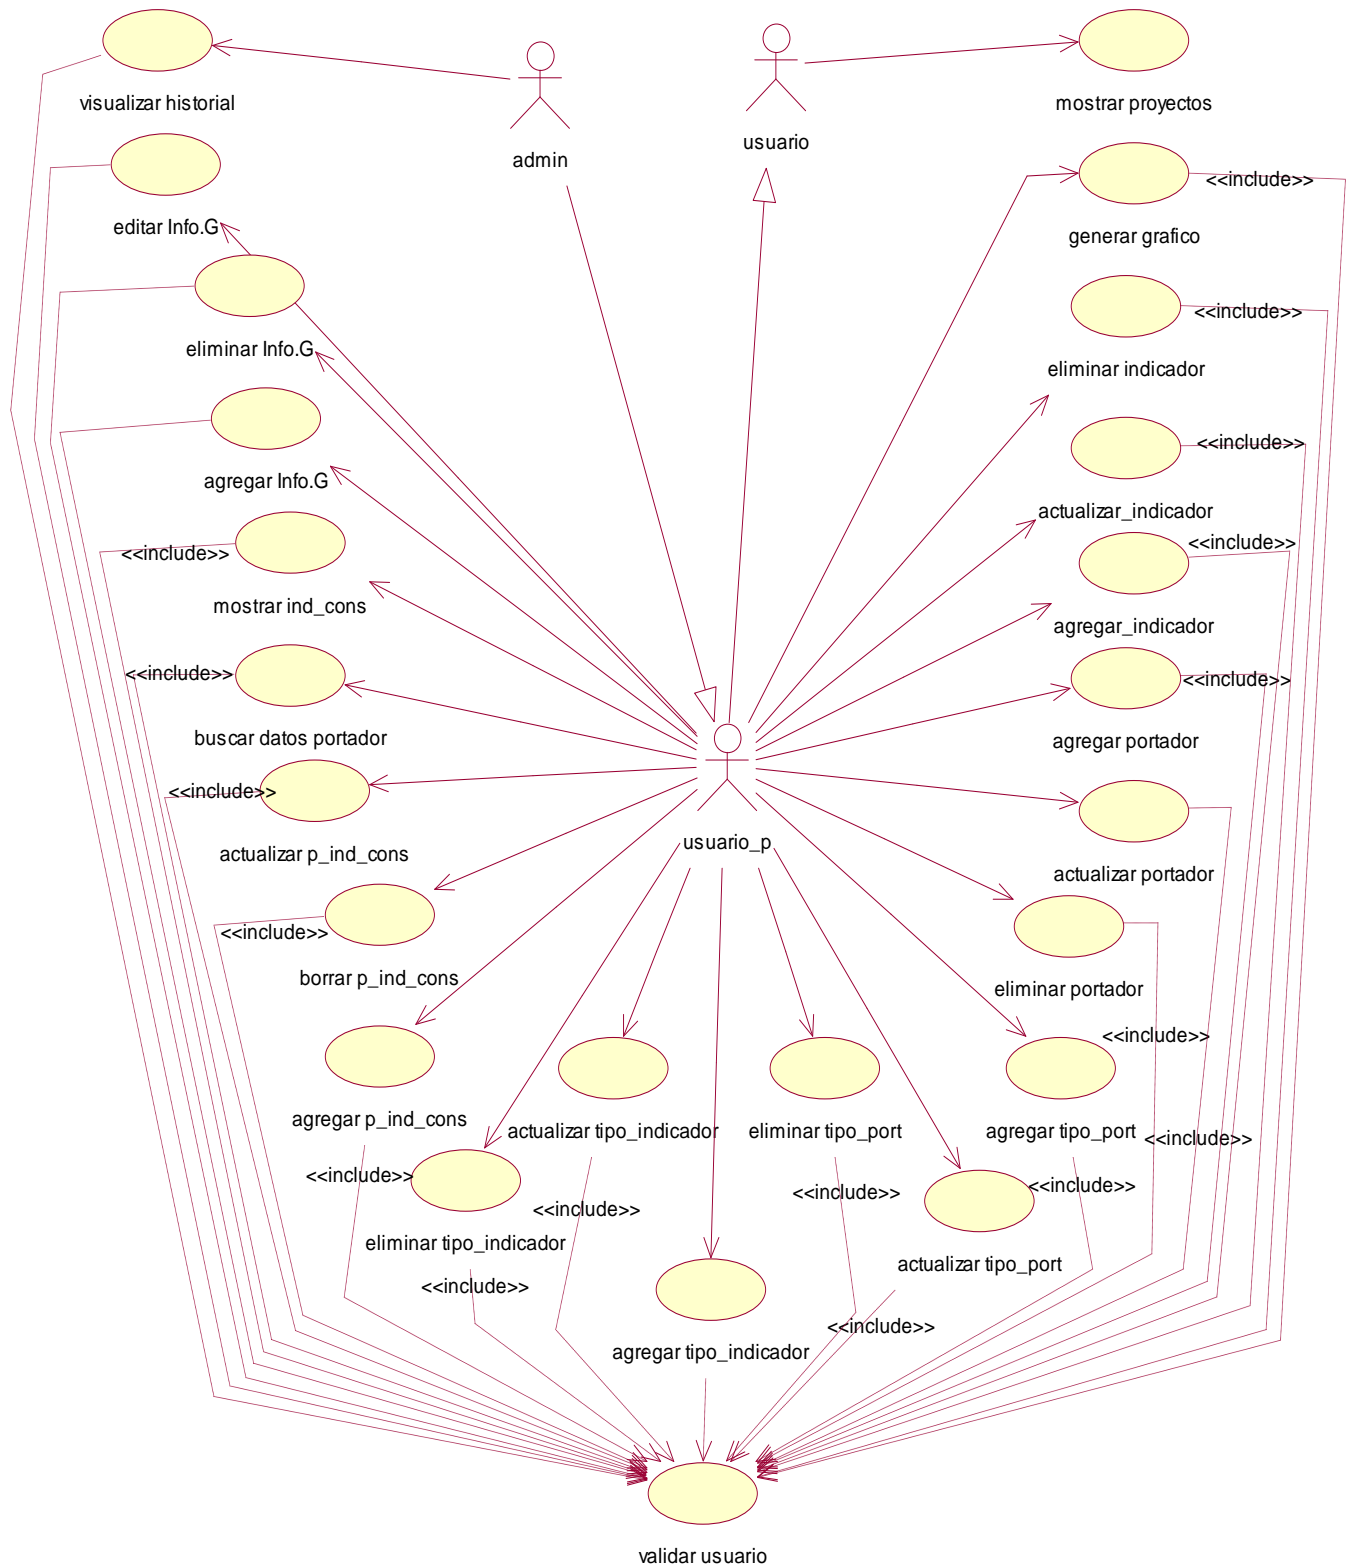 visualizar historial
admin
usuario
mostrar proyectos
editar Info.G
generar grafico
<<include>>
eliminar Info.G
eliminar indicador
<<include>>
agregar Info.G
actualizar_indicador
<<include>>
mostrar ind_cons
<<include>>
agregar_indicador
<<include>>
buscar datos portador
<<include>>
agregar portador
<<include>>
actualizar p_ind_cons
<<include>>
usuario_p
actualizar portador
borrar p_ind_cons
<<include>>
eliminar portador
<<include>>
agregar p_ind_cons
<<include>>
actualizar tipo_indicador
<<include>>
eliminar tipo_port
<<include>>
agregar tipo_port
<<include>>
<<include>>
eliminar tipo_indicador
<<include>>
actualizar tipo_port
<<include>>
agregar tipo_indicador
validar usuario